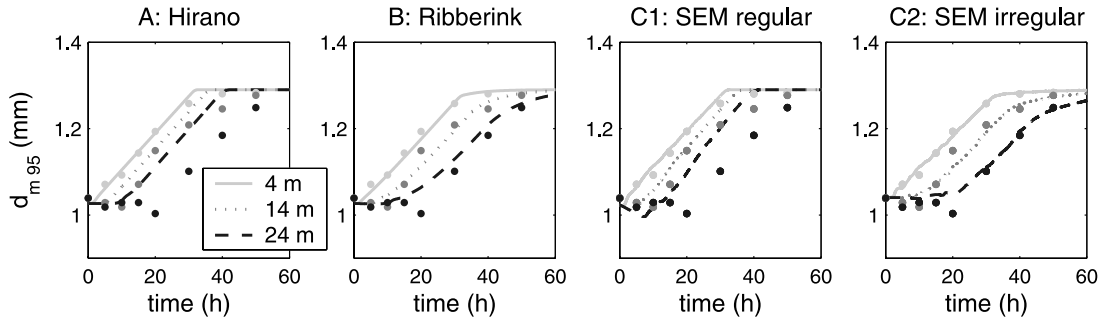 A: Hirano
B: Ribberink
C1: SEM regular
C2: SEM irregular
d_m 95 (mm)
1.4
1.2
1
4 m
14 m
24 m
0 20 40 60
time (h)
1.4
1.2
1
0 20 40 60
time (h)
1.4
1.2
1
0 20 40 60
time (h)
1.4
1.2
1
0 20 40 60
time (h)